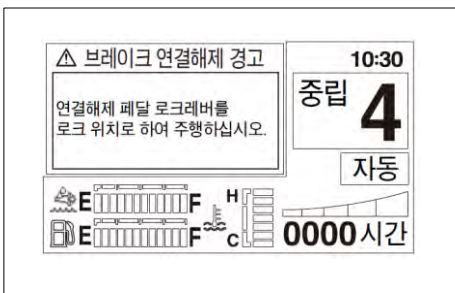 ⚠ 브레이크 연결해제 경고
연결해제 페달 로크레버를
로크 위치로 하여 주행하십시오.
10:30
중립 4
자동
E F
E F
H
C
0000 시간